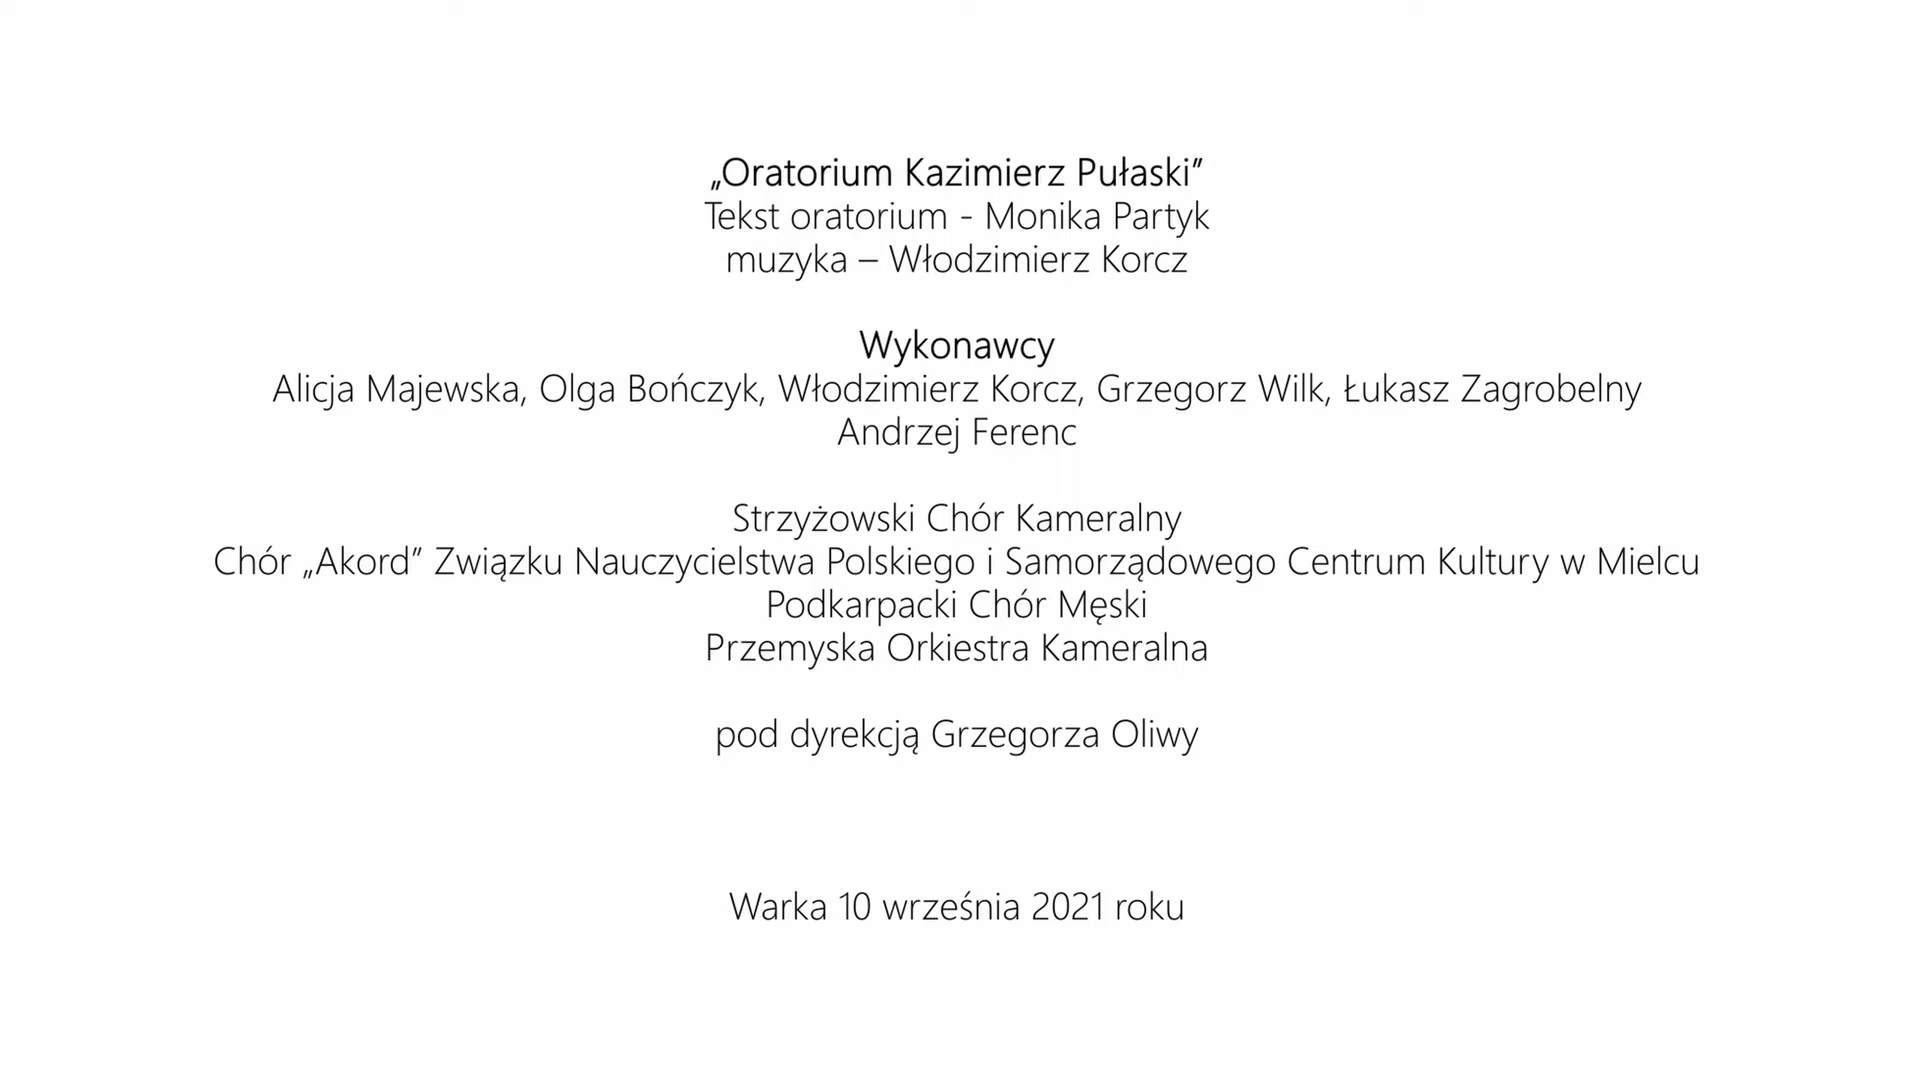 „Oratorium Kazimierz Pułaski”
Tekst oratorium - Monika Partyk
muzyka – Włodzimierz Korcz
Wykonawcy
Alicja Majewska, Olga Bończyk, Włodzimierz Korcz, Grzegorz Wilk, Łukasz Zagrobelny
Andrzej Ferenc
Strzyżowski Chór Kameralny
Chór „Akord” Związku Nauczycielstwa Polskiego i Samorządowego Centrum Kultury w Mielcu
Podkarpacki Chór Męski
Przemyska Orkiestra Kameralna
pod dyrekcją Grzegorza Oliwy
Warka 10 września 2021 roku